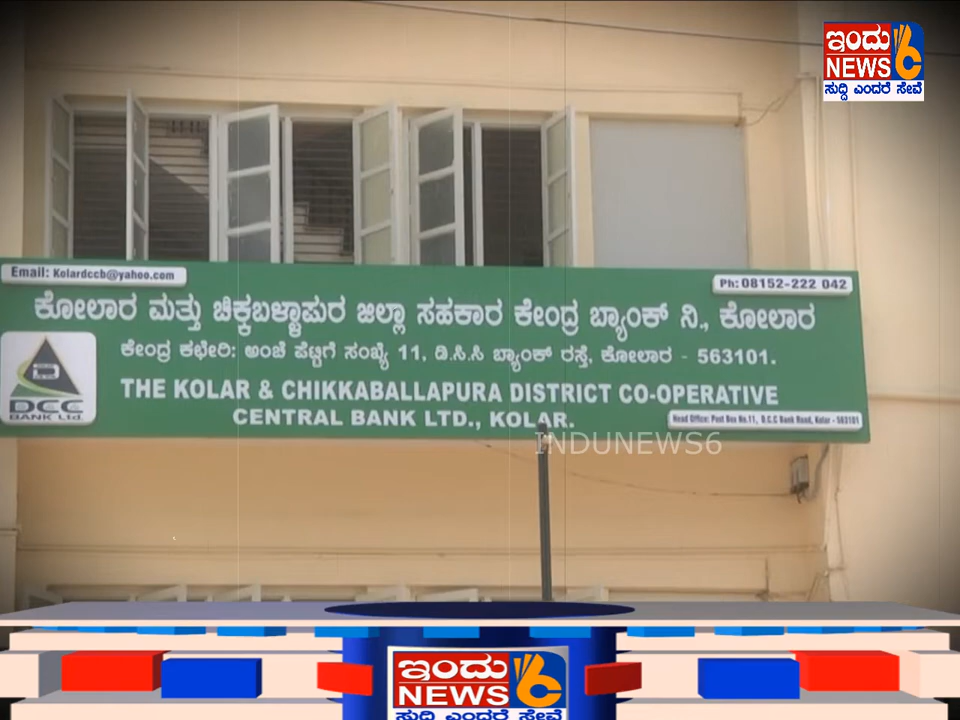 ಇಂದು
NEWS 6
ಸುದ್ದಿ ಎಂದರೆ ಸೇವೆ
Email: Kolardccb@yahoo.com
Ph: 08152-222 042
ಕೋಲಾರ ಮತ್ತು ಚಿಕ್ಕಬಳ್ಳಾಪುರ ಜಿಲ್ಲಾ ಸಹಕಾರ ಕೇಂದ್ರ ಬ್ಯಾಂಕ್ ನಿ., ಕೋಲಾರ
ಕೇಂದ್ರ ಕಛೇರಿ: ಅಂಚೆ ಪೆಟ್ಟಿಗೆ ಸಂಖ್ಯೆ 11, ಡಿ.ಸಿ.ಸಿ ಬ್ಯಾಂಕ್ ರಸ್ತೆ, ಕೋಲಾರ - 563101.
DCC
BANK Ltd.
THE KOLAR & CHIKKABALLAPURA DISTRICT CO-OPERATIVE
CENTRAL BANK LTD., KOLAR.
Head Office: Post Box No.11, D.C.C Bank Road, Kolar - 563101
INDUNEWS6
ಇಂದು
NEWS 6
ಸುದ್ದಿ ಎಂದರೆ ಸೇವೆ